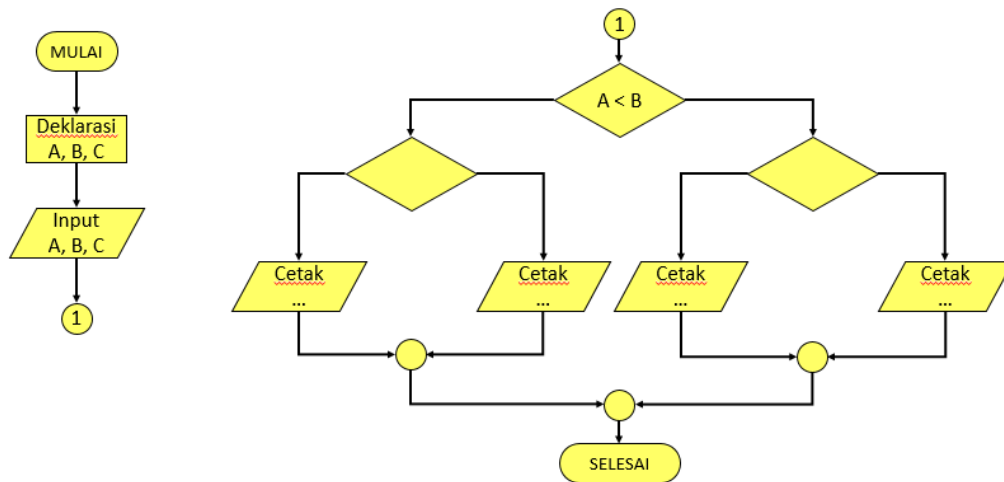 MULAI
Deklarasi
A, B, C
Input
A, B, C
1
1
A < B
Cetak
...
Cetak
...
Cetak
...
Cetak
...
SELESAI